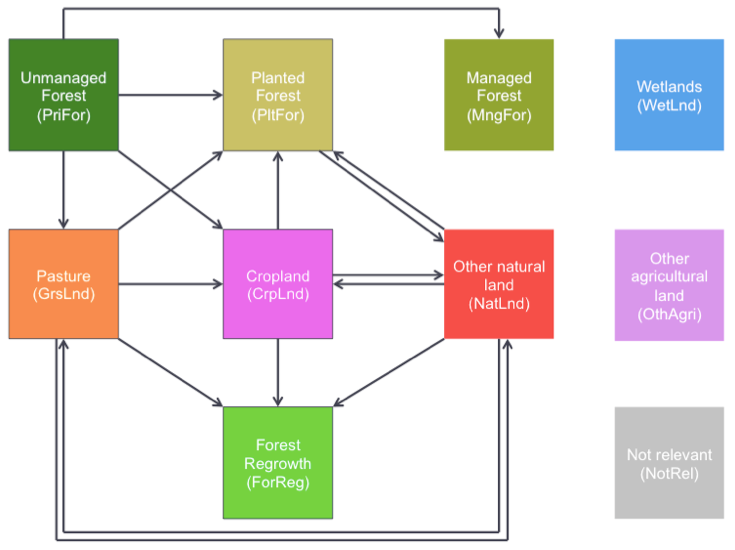 Unmanaged
Forest
(PriFor)
Planted
Forest
(PltFor)
Managed
Forest
(MngFor)
Wetlands
(WetLnd)
Pasture
(GrsLnd)
Cropland
(CrpLnd)
Other natural
land
(NatLnd)
Other
agricultural
land
(OthAgri)
Forest
Regrowth
(ForReg)
Not relevant
(NotRel)